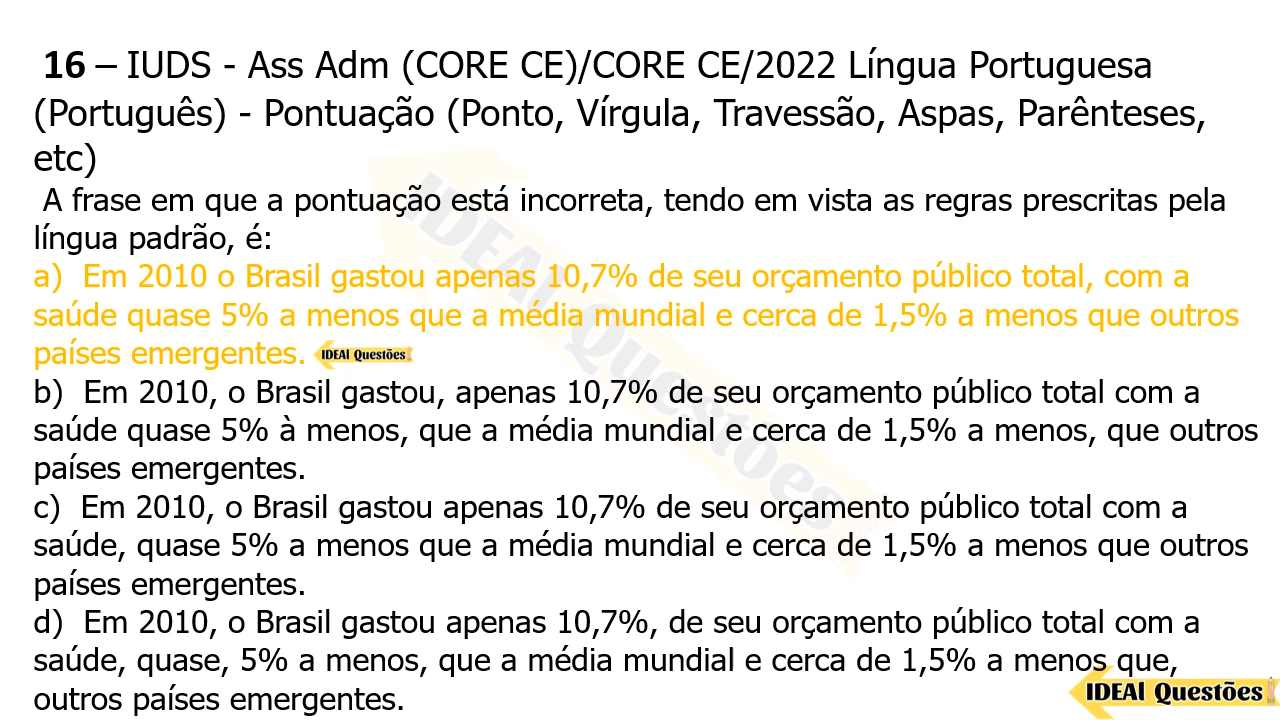 16 – IUDS - Ass Adm (CORE CE)/CORE CE/2022 Língua Portuguesa
(Português) - Pontuação (Ponto, Vírgula, Travessão, Aspas, Parênteses,
etc)
A frase em que a pontuação está incorreta, tendo em vista as regras prescritas pela
língua padrão, é:
a) Em 2010 o Brasil gastou apenas 10,7% de seu orçamento público total, com a
saúde quase 5% a menos que a média mundial e cerca de 1,5% a menos que outros
países emergentes. IDEAl Questões
b) Em 2010, o Brasil gastou, apenas 10,7% de seu orçamento público total com a
saúde quase 5% à menos, que a média mundial e cerca de 1,5% a menos, que outros
países emergentes.
c) Em 2010, o Brasil gastou apenas 10,7% de seu orçamento público total com a
saúde, quase 5% a menos que a média mundial e cerca de 1,5% a menos que outros
países emergentes.
d) Em 2010, o Brasil gastou apenas 10,7%, de seu orçamento público total com a
saúde, quase, 5% a menos, que a média mundial e cerca de 1,5% a menos que,
outros países emergentes.
IDEAl Questões
IDEAl Questões